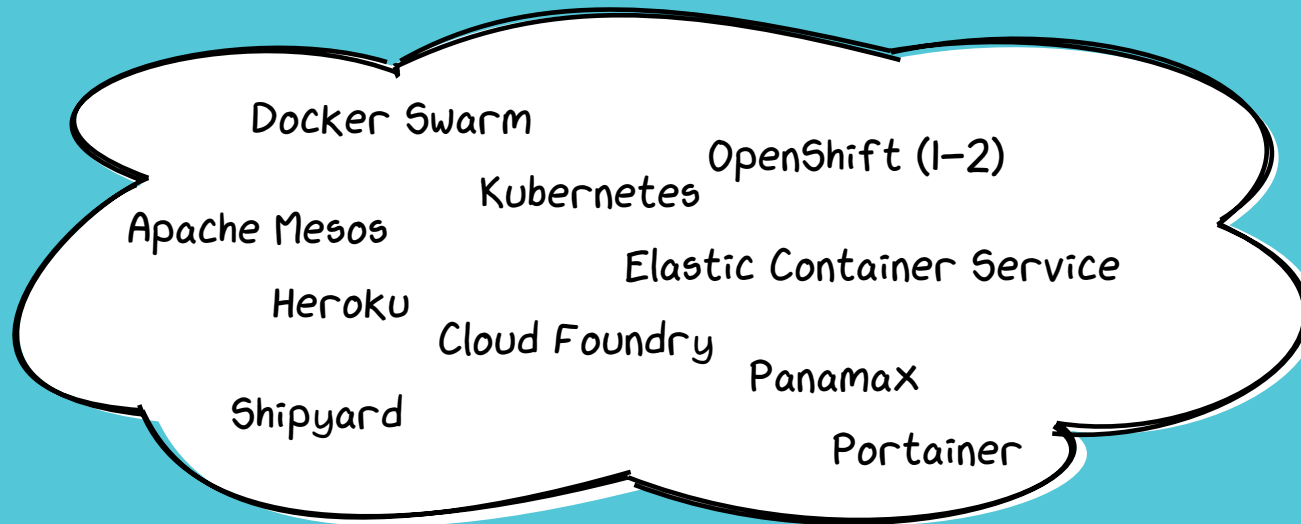 Docker Swarm
OpenShift (1-2)
Kubernetes
Apache Mesos
Elastic Container Service
Heroku
Cloud Foundry
Panamax
Shipyard
Portainer